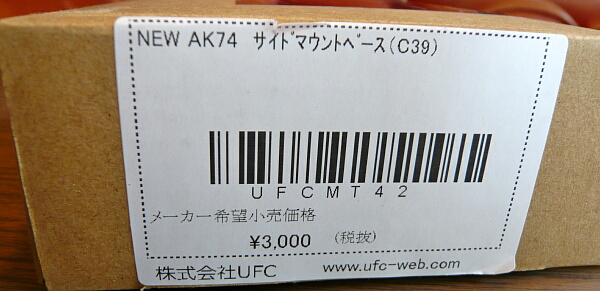 NEW AK74 ｻｲﾄﾞﾏｳﾝﾄﾍﾞｰｽ(C39)
UFCMT42
メーカー希望小売価格
¥3,000 (税抜)
株式会社UFC www.ufc-web.com